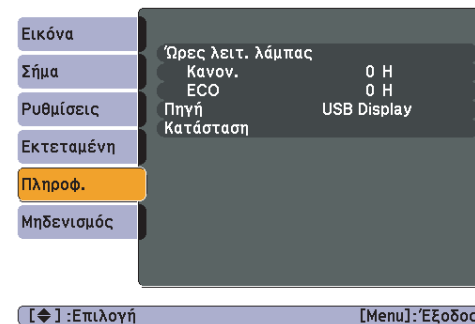 Εικόνα
Σήμα
Ρυθμίσεις
Εκτεταμένη
Πληροφ.
Μηδενισμός
Ώρες λειτ. λάμπας
Κανον. 0 H
ECO 0 H
Πηγή USB Display
Κατάσταση
[◆] :Επιλογή [Menu]:Έξοδος